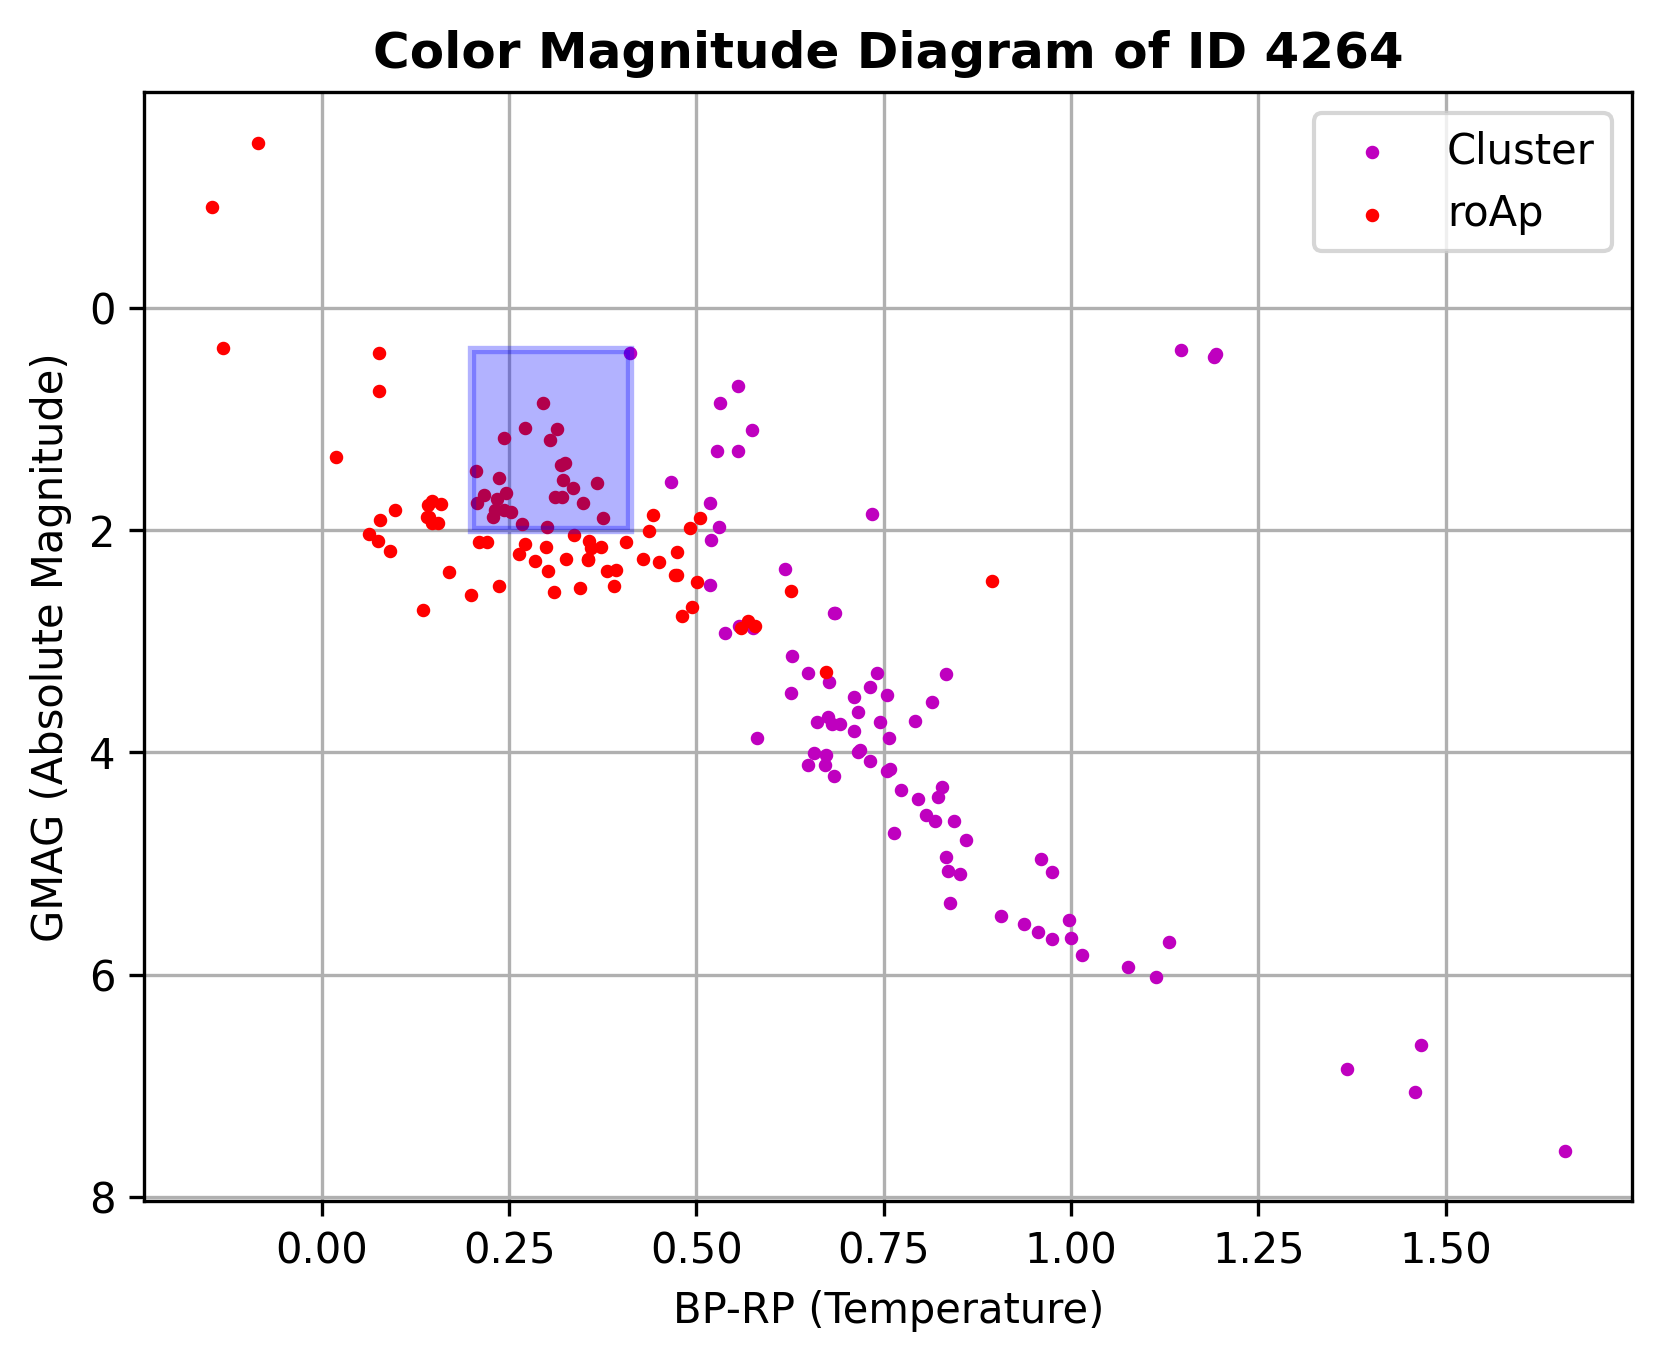 Color Magnitude Diagram of ID 4264
Cluster
roAp
GMAG (Absolute Magnitude)
0
2
4
6
8
0.00 0.25 0.50 0.75 1.00 1.25 1.50
BP-RP (Temperature)